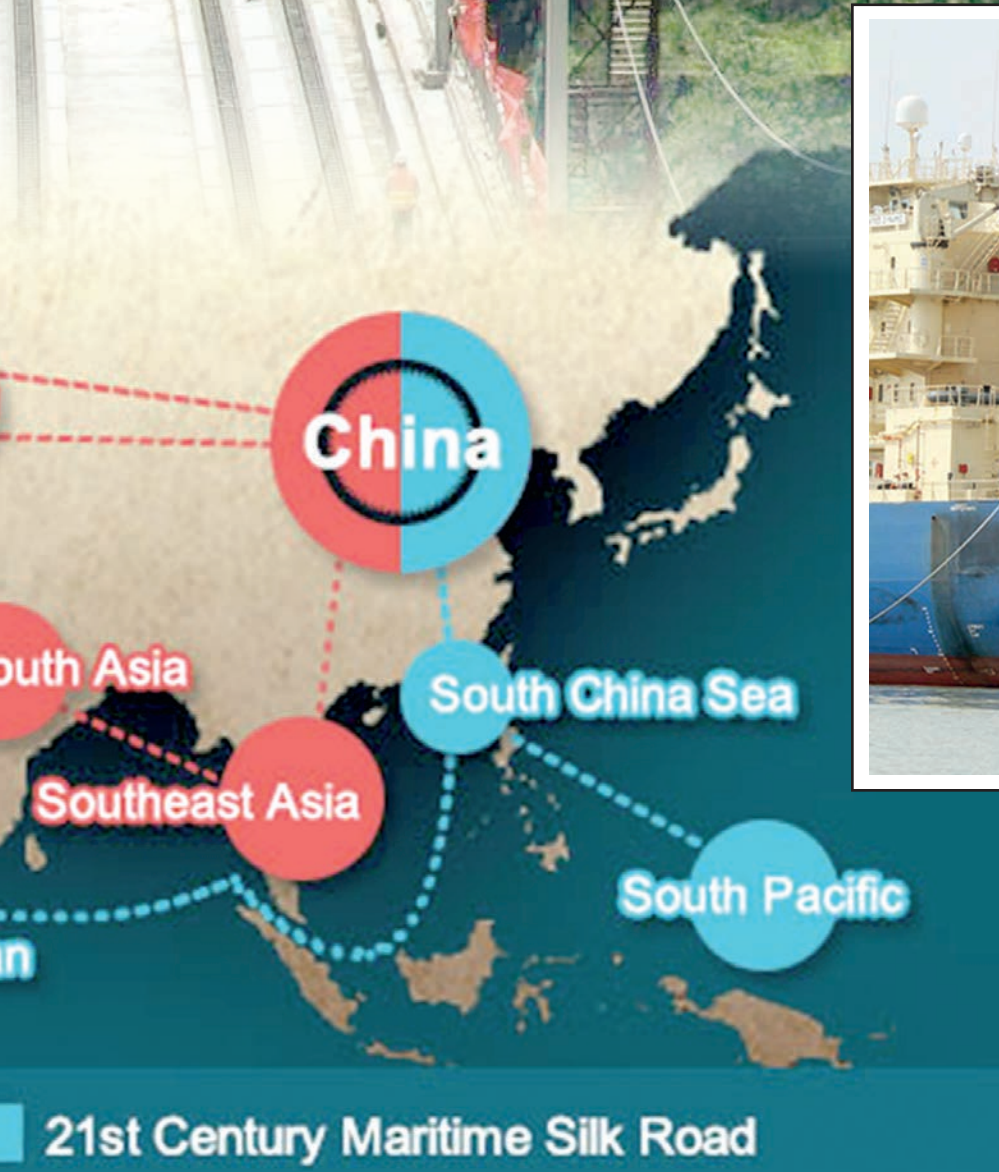 China
outh Asia
South China Sea
Southeast Asia
South Pacific
an
21st Century Maritime Silk Road